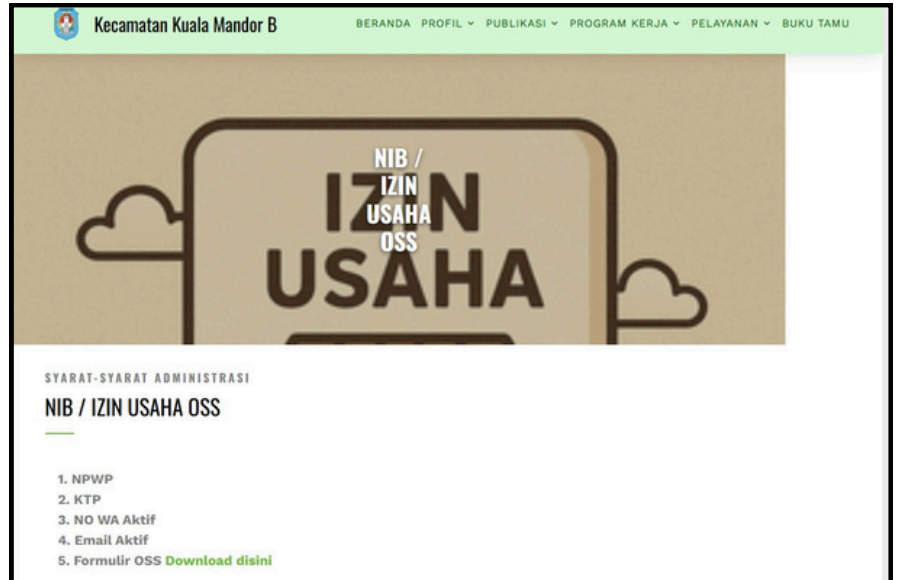 Kecamatan Kuala Mandor B
BERANDA PROFIL PUBLIKASI PROGRAM KERJA PELAYANAN BUKU TAMU
IZIN
USAHA
NIB /
IZIN
USAHA
OSS
SYARAT-SYARAT ADMINISTRASI
NIB / IZIN USAHA OSS
1. NPWP
2. KTP
3. NO WA Aktif
4. Email Aktif
5. Formulir OSS Download disini